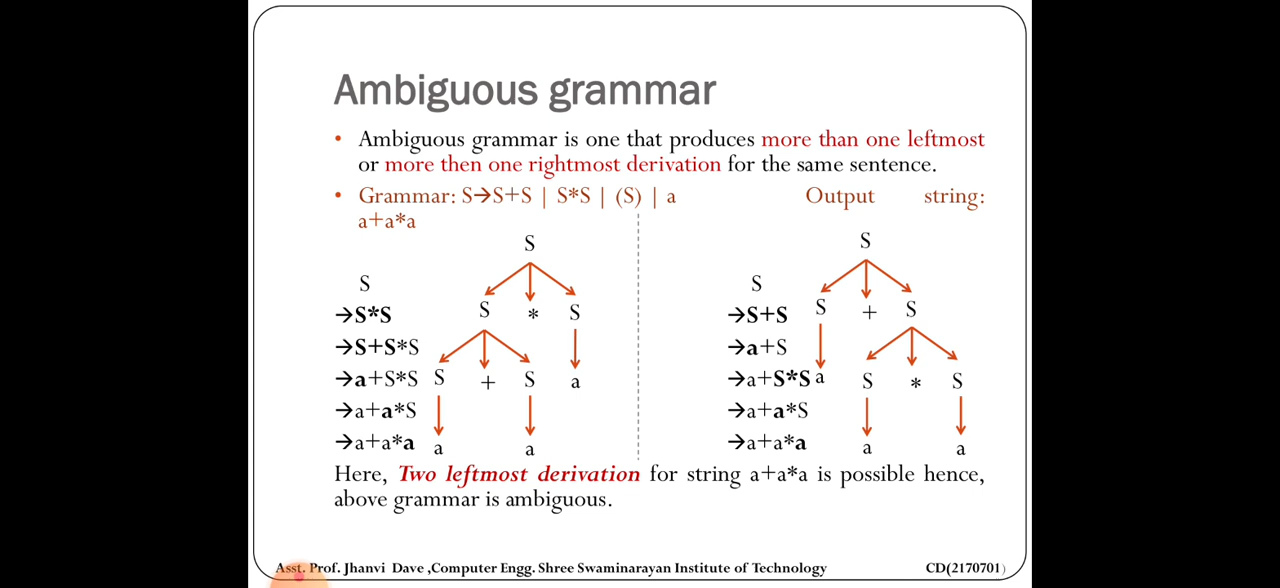 Ambiguous grammar
• Ambiguous grammar is one that produces more than one leftmost
or more then one rightmost derivation for the same sentence.
• Grammar: S→S+S | S*S | (S) | a Output string:
a+a*a
S
→S*S
→S+S*S
→a+S*S
→a+a*S
→a+a*a
S
S * S
S + S a
a a
S
→S+S
→a+S
→a+S*S
→a+a*S
→a+a*a
S
S + S
a S * S
a a
Here, Two leftmost derivation for string a+a*a is possible hence,
above grammar is ambiguous.
Asst. Prof. Jhanvi Dave ,Computer Engg. Shree Swaminarayan Institute of Technology CD(2170701)